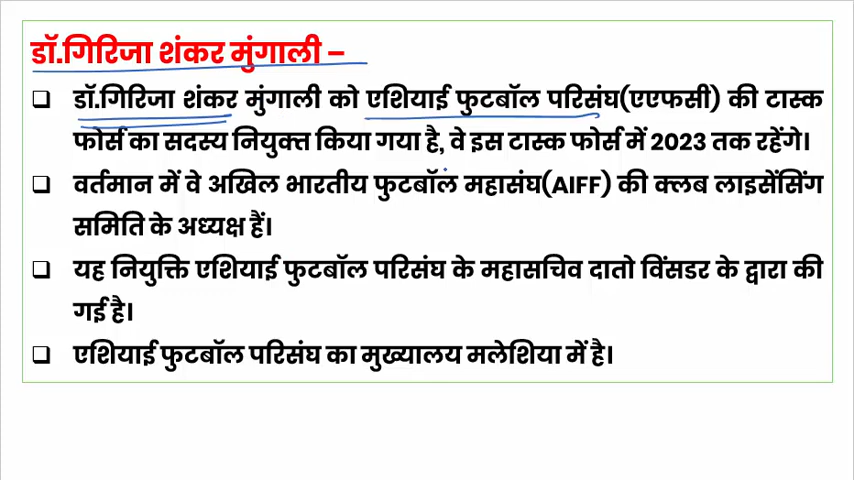 डॉ.गिरिजा शंकर मुंगाली –
❑ डॉ.गिरिजा शंकर मुंगाली को एशियाई फुटबॉल परिसंघ(एएफसी) की टास्क
फोर्स का सदस्य नियुक्त किया गया है, वे इस टास्क फोर्स में 2023 तक रहेंगे।
❑ वर्तमान में वे अखिल भारतीय फुटबॉल महासंघ(AIFF) की क्लब लाइसेंसिंग
समिति के अध्यक्ष हैं।
❑ यह नियुक्ति एशियाई फुटबॉल परिसंघ के महासचिव दातो विंसडर के द्वारा की
गई है।
❑ एशियाई फुटबॉल परिसंघ का मुख्यालय मलेशिया में है।